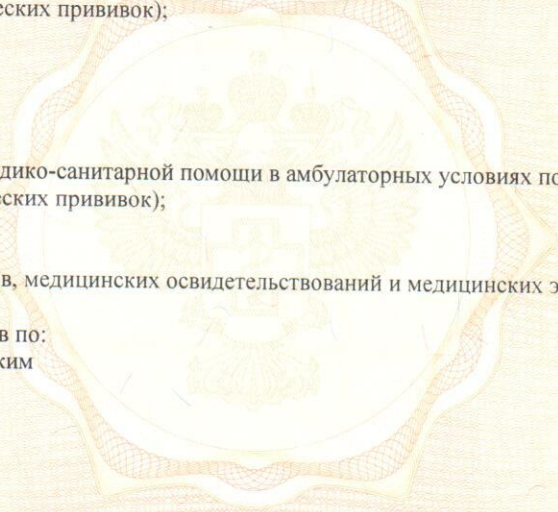 еских прививок);
дико-санитарной помощи в амбулаторных условиях по
еских прививок);
в, медицинских освидетельствований и медицинских э
в по:
ким